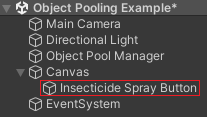 Object Pooling Example*
Main Camera
Directional Light
Object Pool Manager
Canvas
Insecticide Spray Button
EventSystem